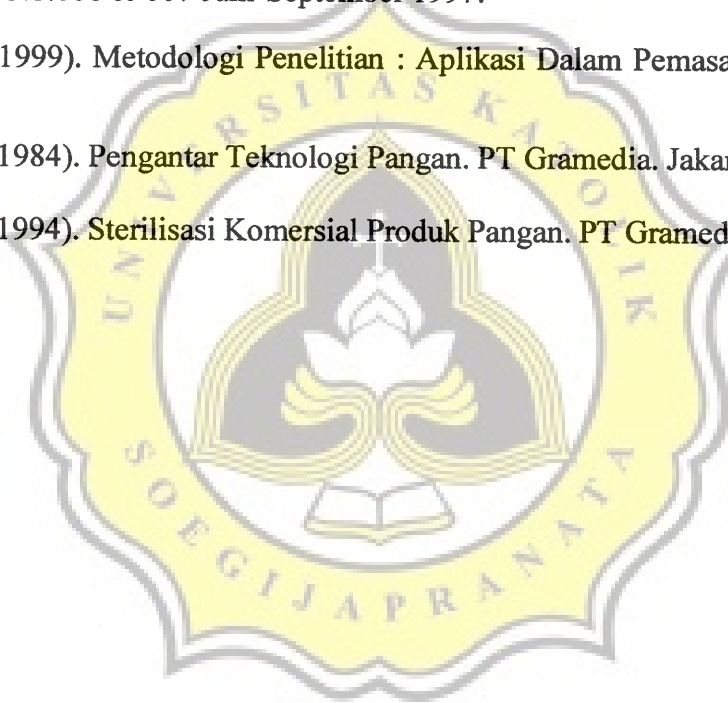 1999). Metodologi Penelitian : Aplikasi Dalam Pemasa
1984). Pengantar Teknologi Pangan. PT Gramedia. Jakar
1994). Sterilisasi Komersial Produk Pangan. PT Gramed
UNIVERSITAS KATOLIK
SOEGIJAPRANATA